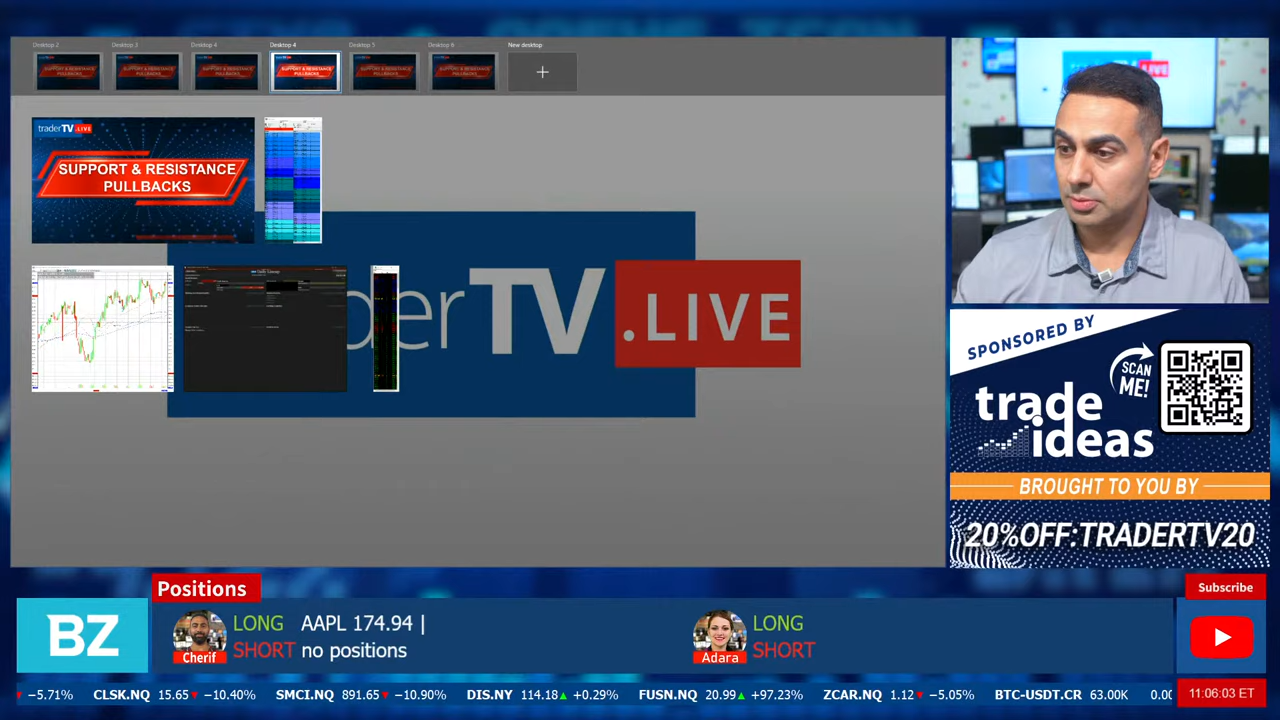 Desktop 2
Desktop 3
Desktop 4
Desktop 4
Desktop 5
Desktop 6
New desktop
traderTV.LIVE
SUPPORT & RESISTANCE
PULLBACKS
derTV.LIVE
LIVE
SPONSORED BY
SCAN
ME!
trade
ideas
BROUGHT TO YOU BY
20%OFF:TRADERTV20
Positions
Subscribe
BZ
Cherif
LONG AAPL 174.94 |
SHORT no positions
Adara
LONG
SHORT
−5.71% CLSK.NQ 15.65 −10.40% SMCI.NQ 891.65 −10.90% DIS.NY 114.18 +0.29% FUSN.NQ 20.99 +97.23% ZCAR.NQ 1.12 −5.05% BTC-USDT.CR 63.00K 0.00
11:06:03 ET